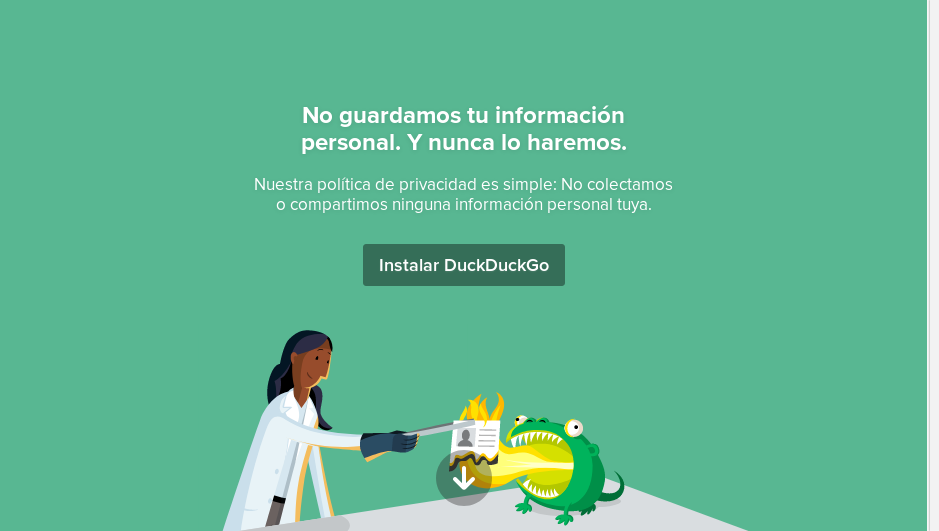 No guardamos tu información
personal. Y nunca lo haremos.
Nuestra política de privacidad es simple: No colectamos
o compartimos ninguna información personal tuya.
Instalar DuckDuckGo